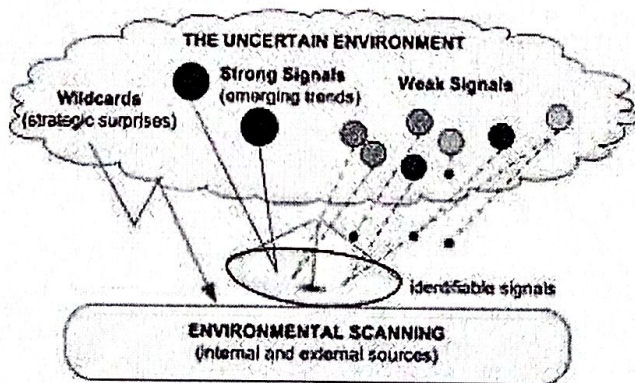 THE UNCERTAIN ENVIRONMENT
Strong Signals
(emerging trends)
Weak Signals
Wildcards
(strategic surprises)
identifiable signals
ENVIRONMENTAL SCANNING
(internal and external sources)